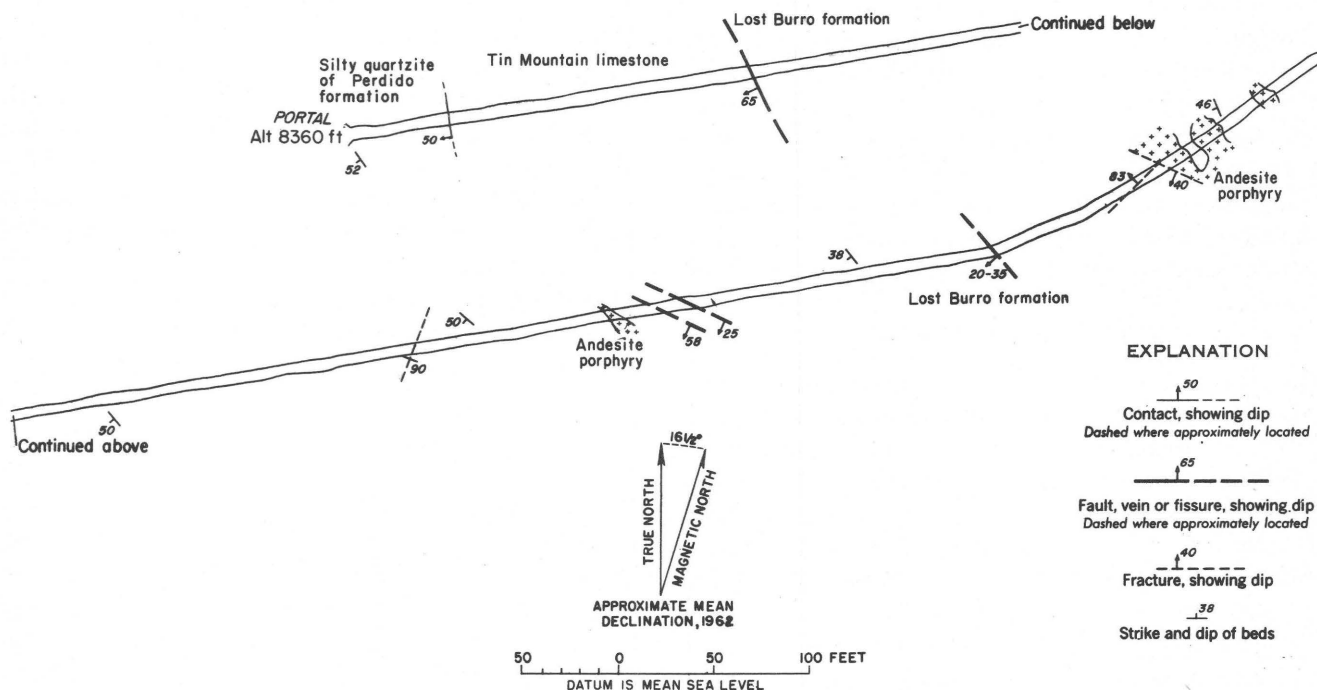 Lost Burro formation
Continued below
Tin Mountain limestone
Silty quartzite
of Perdido
formation
PORTAL
Alt 8360 ft
52
50
65
46
83
40
Andesite
porphyry
38
20-35
Lost Burro formation
50
Andesite
porphyry
58
25
90
50
Continued above
16½°
TRUE NORTH
MAGNETIC NORTH
APPROXIMATE MEAN
DECLINATION, 1962
50 0 50 100 FEET
DATUM IS MEAN SEA LEVEL
EXPLANATION
50
Contact, showing dip
Dashed where approximately located
65
Fault, vein or fissure, showing dip
Dashed where approximately located
40
Fracture, showing dip
38
Strike and dip of beds